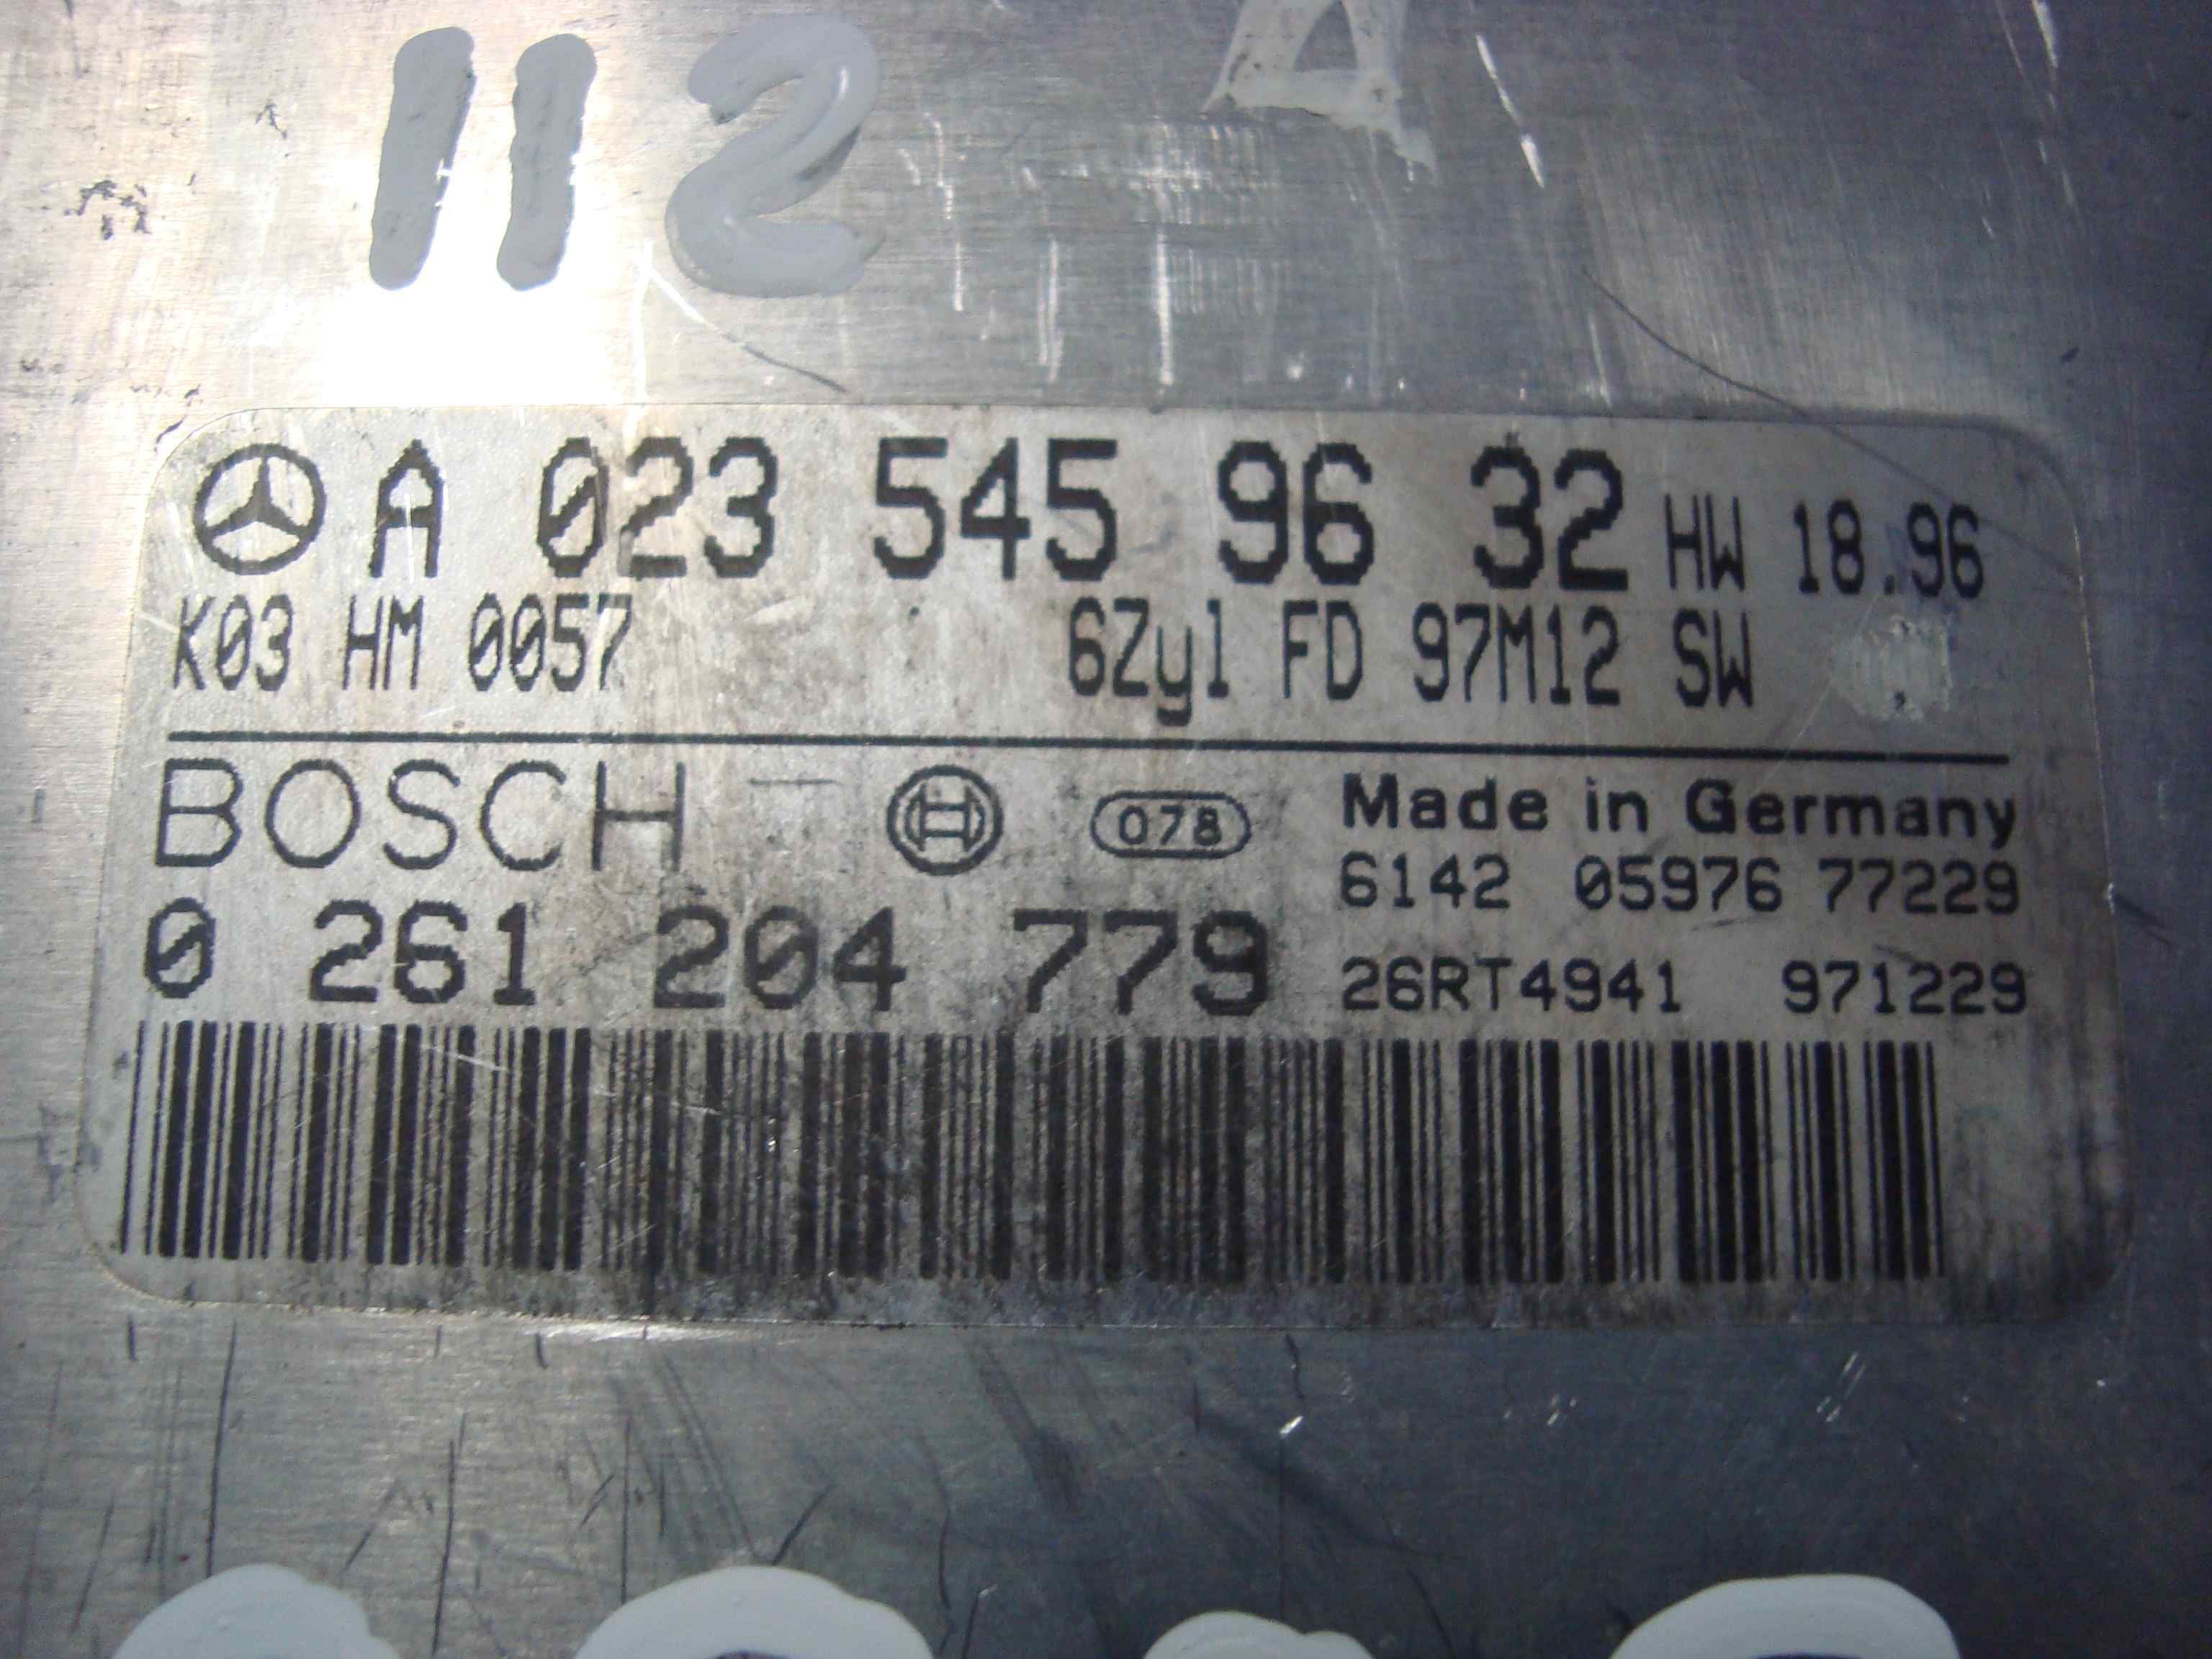 112 A
A 023 545 96 32 HW 18.96
K03 HM 0057 6Zyl FD 97M12 SW
BOSCH 078 Made in Germany
6142 05976 77229
0 261 204 779 26RT4941 971229